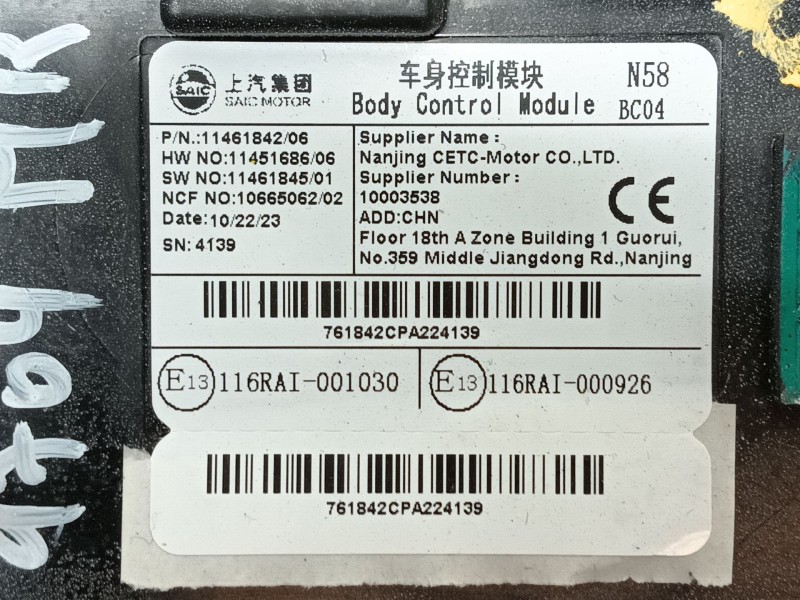 SAIC
上汽集团
SAIC MOTOR
车身控制模块
Body Control Module
N58
BC04
P/N.:11461842/06
HW NO:11451686/06
SW NO:11461845/01
NCF NO:10665062/02
Date:10/22/23
SN:4139
Supplier Name :
Nanjing CETC-Motor CO.,LTD.
Supplier Number :
10003538
ADD:CHN
Floor 18th A Zone Building 1 Guorui,
No.359 Middle Jiangdong Rd.,Nanjing
CE
761842CPA224139
E13 116RAI-001030
E13 116RAI-000926
761842CPA224139